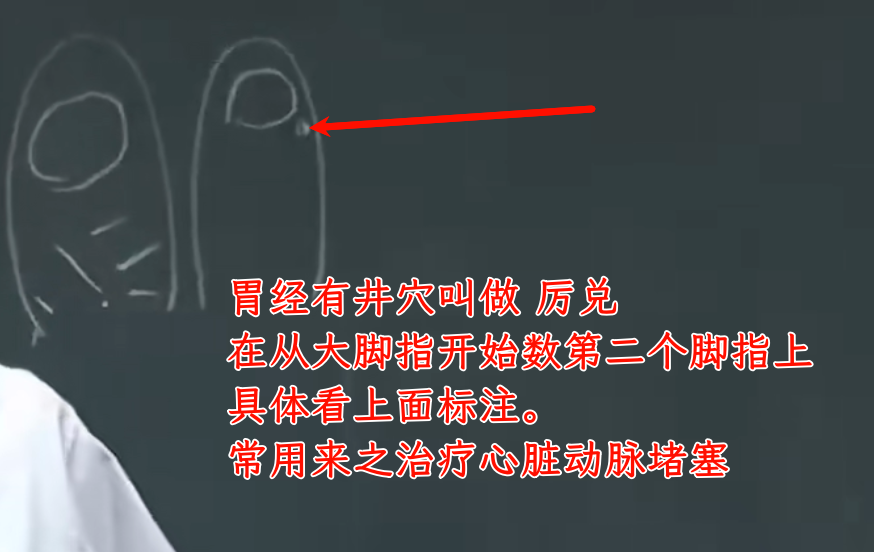 胃经有井穴叫做 厉兑
在从大脚指开始数第二个脚指上
具体看上面标注。
常用来之治疗心脏动脉堵塞